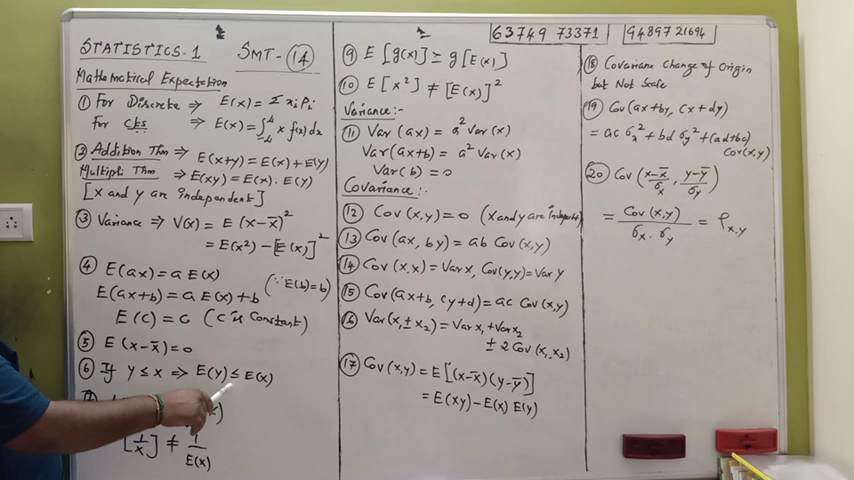 STATISTICS-1 SMT-(14)
Mathematical Expectation
① For Discrete ⇒ E(x) = Σ xᵢ Pᵢ
For Cts ⇒ E(x) = ∫ x f(x) dx
② Addition Thm ⇒ E(x+y) = E(x) + E(y)
Multipli Thm ⇒ E(xy) = E(x). E(y)
[X and y are independent]
③ Variance ⇒ V(x) = E (x-x̄)²
= E(x²) - [E(x)]²
④ E(ax) = a E(x)
E(ax+b) = a E(x) + b (∵ E(b)=b)
E(c) = c (c is Constant)
⑤ E(x-x̄) = 0
⑥ If y ≤ x ⇒ E(y) ≤ E(x)
[1/x] ≠ 1/E(x)
⑨ E[g(x)] ≥ g[E(x)]
⑩ E[x²] ≠ [E(x)]²
Variance:-
⑪ Var(ax) = a² Var(x)
Var(ax+b) = a² Var(x)
Var(b) = 0
Covariance:-
⑫ Cov(x,y) = 0 (x and y are Independ)
⑬ Cov(ax, by) = ab Cov(x,y)
⑭ Cov(x,x) = Var x, Cov(y,y) = Var y
⑮ Cov(ax+b, cy+d) = ac Cov(x,y)
⑯ Var(x₁ ± x₂) = Var x₁ + Var x₂
± 2 Cov(x₁, x₂)
⑰ Cov(x,y) = E[(x-x̄)(y-ȳ)]
= E(xy) - E(x) E(y)
63749 73371 94897 21694
⑱ Covariance Change of Origin
but Not Scale
⑲ Cov(ax+by, cx+dy)
= ac σx² + bd σy² + (ad+bc)
Cov(x,y)
⑳ Cov(x-x̄/σx, y-ȳ/σy)
= Cov(x,y)/σx . σy = ρx,y